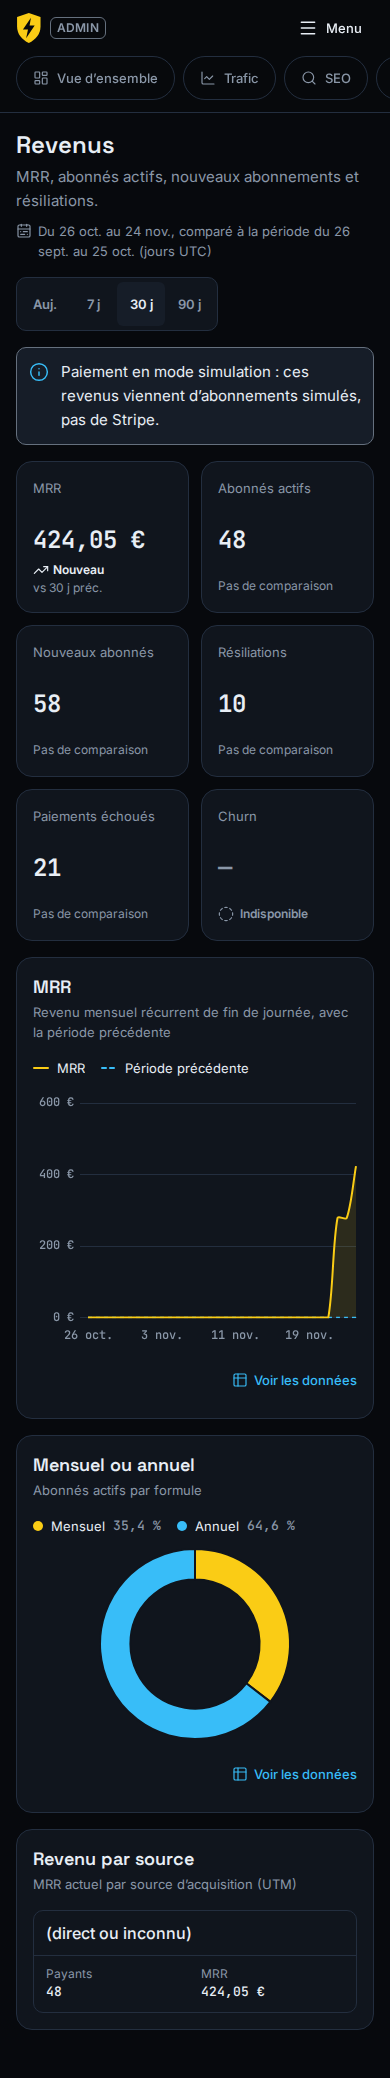 ADMIN
Menu
Vue d’ensemble
Trafic
SEO
Revenus
MRR, abonnés actifs, nouveaux abonnements et
résiliations.
Du 26 oct. au 24 nov., comparé à la période du 26
sept. au 25 oct. (jours UTC)
Auj.
7 j
30 j
90 j
Paiement en mode simulation : ces
revenus viennent d’abonnements simulés,
pas de Stripe.
MRR
424,05 €
Nouveau
vs 30 j préc.
Abonnés actifs
48
Pas de comparaison
Nouveaux abonnés
58
Pas de comparaison
Résiliations
10
Pas de comparaison
Paiements échoués
21
Pas de comparaison
Churn
—
Indisponible
MRR
Revenu mensuel récurrent de fin de journée, avec
la période précédente
MRR
Période précédente
600 €
400 €
200 €
0 €
26 oct.
3 nov.
11 nov.
19 nov.
Voir les données
Mensuel ou annuel
Abonnés actifs par formule
Mensuel 35,4 %
Annuel 64,6 %
Voir les données
Revenu par source
MRR actuel par source d’acquisition (UTM)
(direct ou inconnu)
Payants
48
MRR
424,05 €